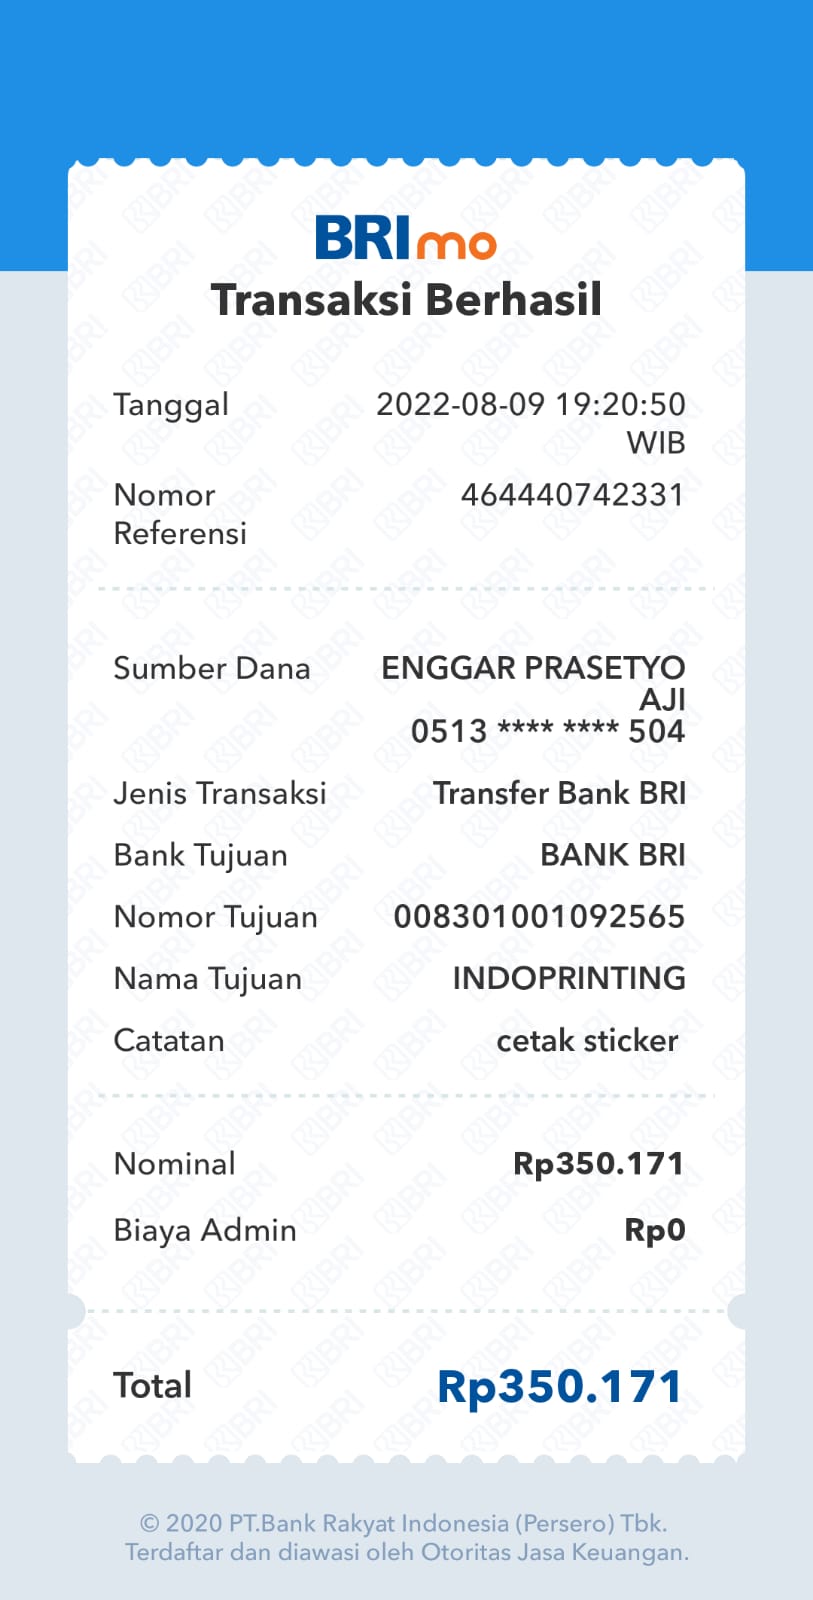 BRImo
Transaksi Berhasil
Tanggal 2022-08-09 19:20:50
WIB
Nomor 464440742331
Referensi
Sumber Dana ENGGAR PRASETYO
AJI
0513 **** **** 504
Jenis Transaksi Transfer Bank BRI
Bank Tujuan BANK BRI
Nomor Tujuan 008301001092565
Nama Tujuan INDOPRINTING
Catatan cetak sticker
Nominal Rp350.171
Biaya Admin Rp0
Total Rp350.171
© 2020 PT.Bank Rakyat Indonesia (Persero) Tbk.
Terdaftar dan diawasi oleh Otoritas Jasa Keuangan.